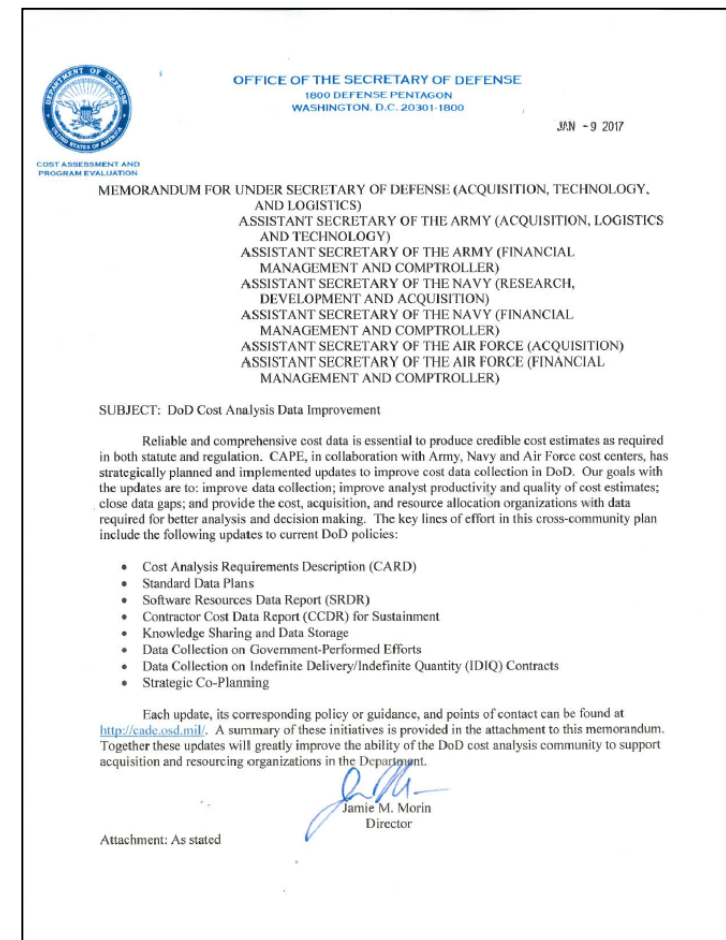 OFFICE OF THE SECRETARY OF DEFENSE
1800 DEFENSE PENTAGON
WASHINGTON, D.C. 20301-1800
JAN -9 2017
DEPARTMENT OF DEFENSE
UNITED STATES OF AMERICA
COST ASSESSMENT AND
PROGRAM EVALUATION
MEMORANDUM FOR UNDER SECRETARY OF DEFENSE (ACQUISITION, TECHNOLOGY,
AND LOGISTICS)
ASSISTANT SECRETARY OF THE ARMY (ACQUISITION, LOGISTICS
AND TECHNOLOGY)
ASSISTANT SECRETARY OF THE ARMY (FINANCIAL
MANAGEMENT AND COMPTROLLER)
ASSISTANT SECRETARY OF THE NAVY (RESEARCH,
DEVELOPMENT AND ACQUISITION)
ASSISTANT SECRETARY OF THE NAVY (FINANCIAL
MANAGEMENT AND COMPTROLLER)
ASSISTANT SECRETARY OF THE AIR FORCE (ACQUISITION)
ASSISTANT SECRETARY OF THE AIR FORCE (FINANCIAL
MANAGEMENT AND COMPTROLLER)
SUBJECT: DoD Cost Analysis Data Improvement
Reliable and comprehensive cost data is essential to produce credible cost estimates as required
in both statute and regulation. CAPE, in collaboration with Army, Navy and Air Force cost centers, has
strategically planned and implemented updates to improve cost data collection in DoD. Our goals with
the updates are to: improve data collection; improve analyst productivity and quality of cost estimates;
close data gaps; and provide the cost, acquisition, and resource allocation organizations with data
required for better analysis and decision making. The key lines of effort in this cross-community plan
include the following updates to current DoD policies:
• Cost Analysis Requirements Description (CARD)
• Standard Data Plans
• Software Resources Data Report (SRDR)
• Contractor Cost Data Report (CCDR) for Sustainment
• Knowledge Sharing and Data Storage
• Data Collection on Government-Performed Efforts
• Data Collection on Indefinite Delivery/Indefinite Quantity (IDIQ) Contracts
• Strategic Co-Planning
Each update, its corresponding policy or guidance, and points of contact can be found at
http://cade.osd.mil/. A summary of these initiatives is provided in the attachment to this memorandum.
Together these updates will greatly improve the ability of the DoD cost analysis community to support
acquisition and resourcing organizations in the Department.
Jamie M. Morin
Director
Attachment: As stated